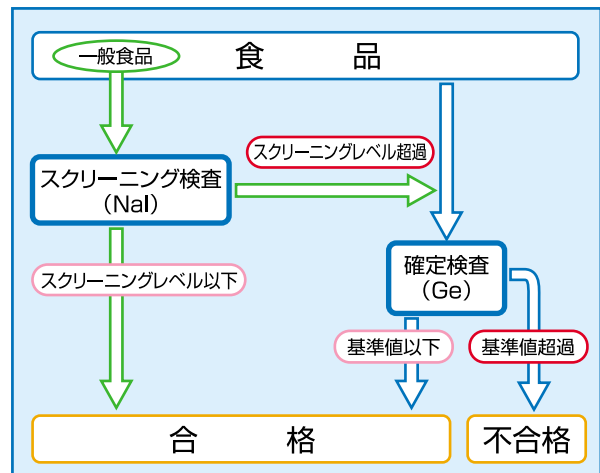 一般食品
食品
スクリーニングレベル超過
スクリーニング検査
(NaI)
スクリーニングレベル以下
確定検査
(Ge)
基準値以下
基準値超過
合格
不合格